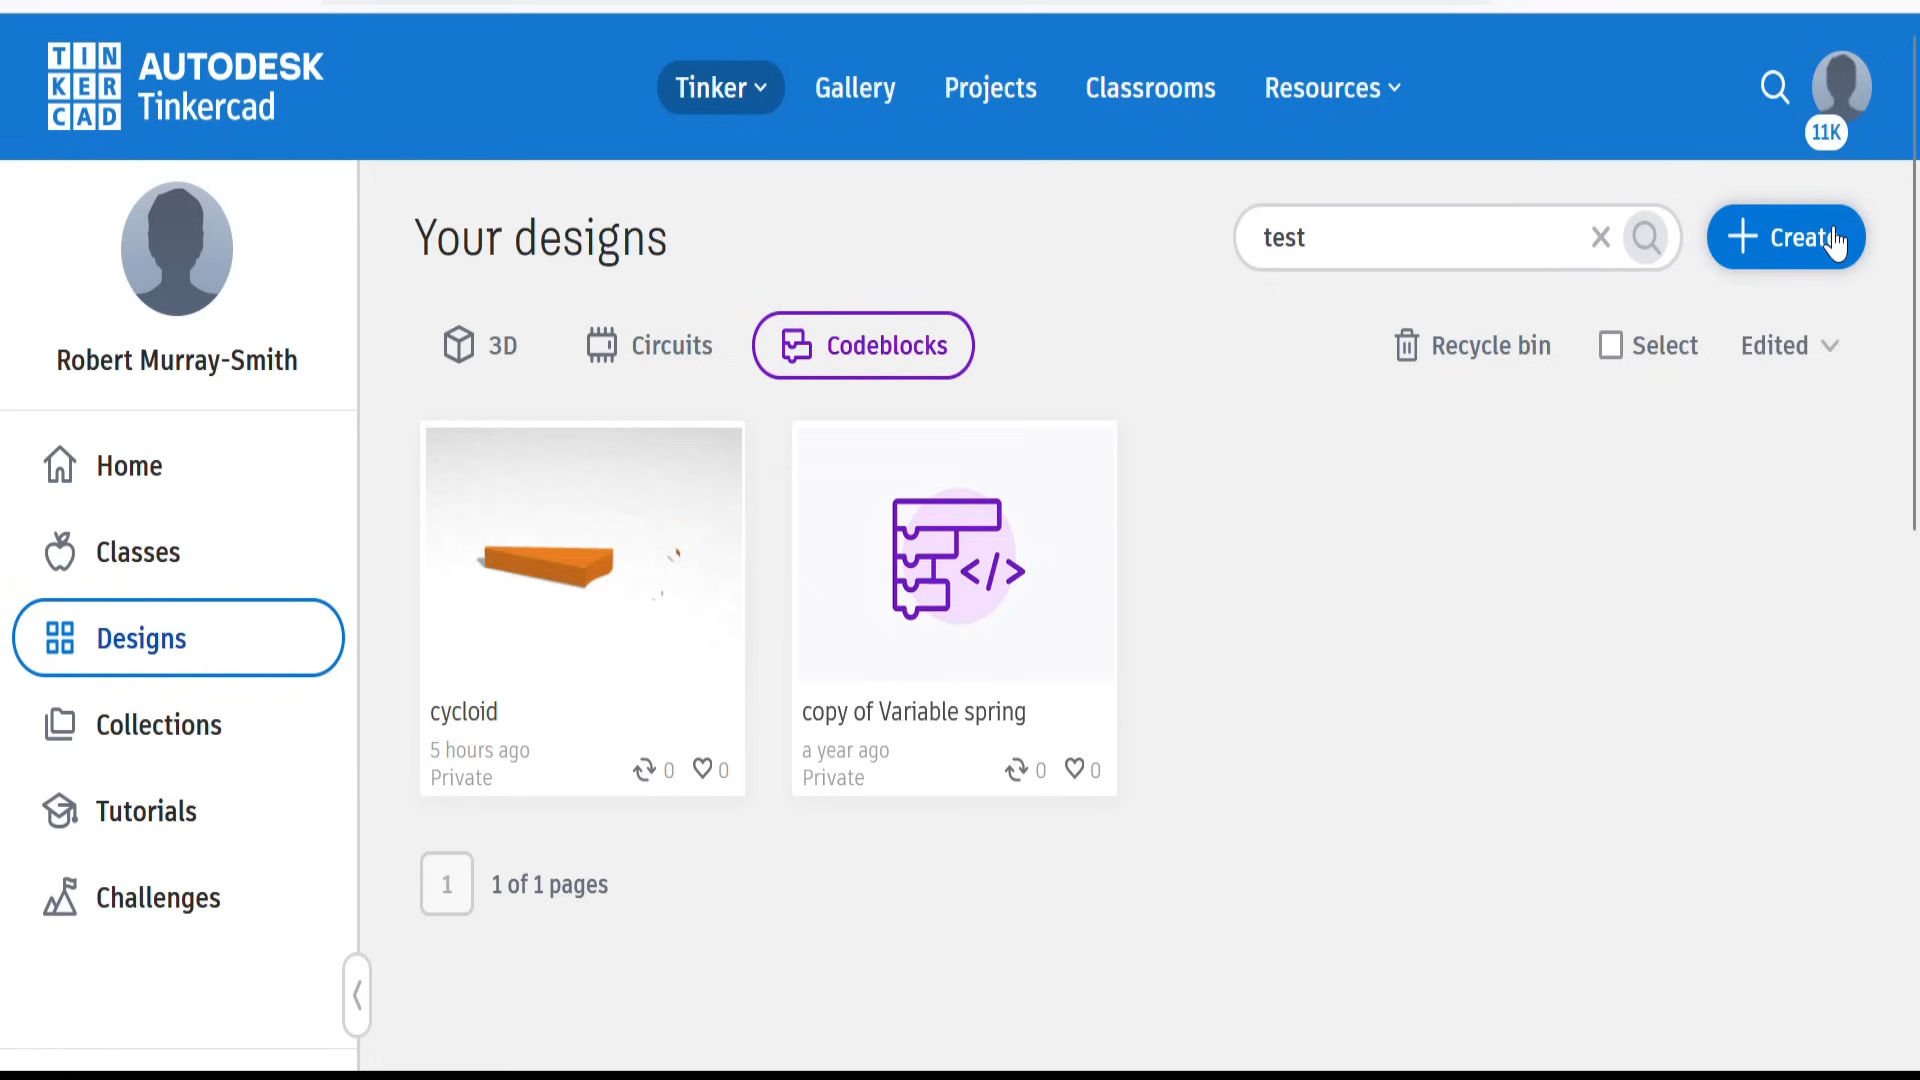 TIN
KER
CAD
AUTODESK
Tinkercad
Tinker
Gallery
Projects
Classrooms
Resources
11K
Robert Murray-Smith
Home
Classes
Designs
Collections
Tutorials
Challenges
Your designs
test
Create
3D
Circuits
Codeblocks
Recycle bin
Select
Edited
</>
cycloid
5 hours ago
Private
0
0
copy of Variable spring
a year ago
Private
0
0
1
1 of 1 pages